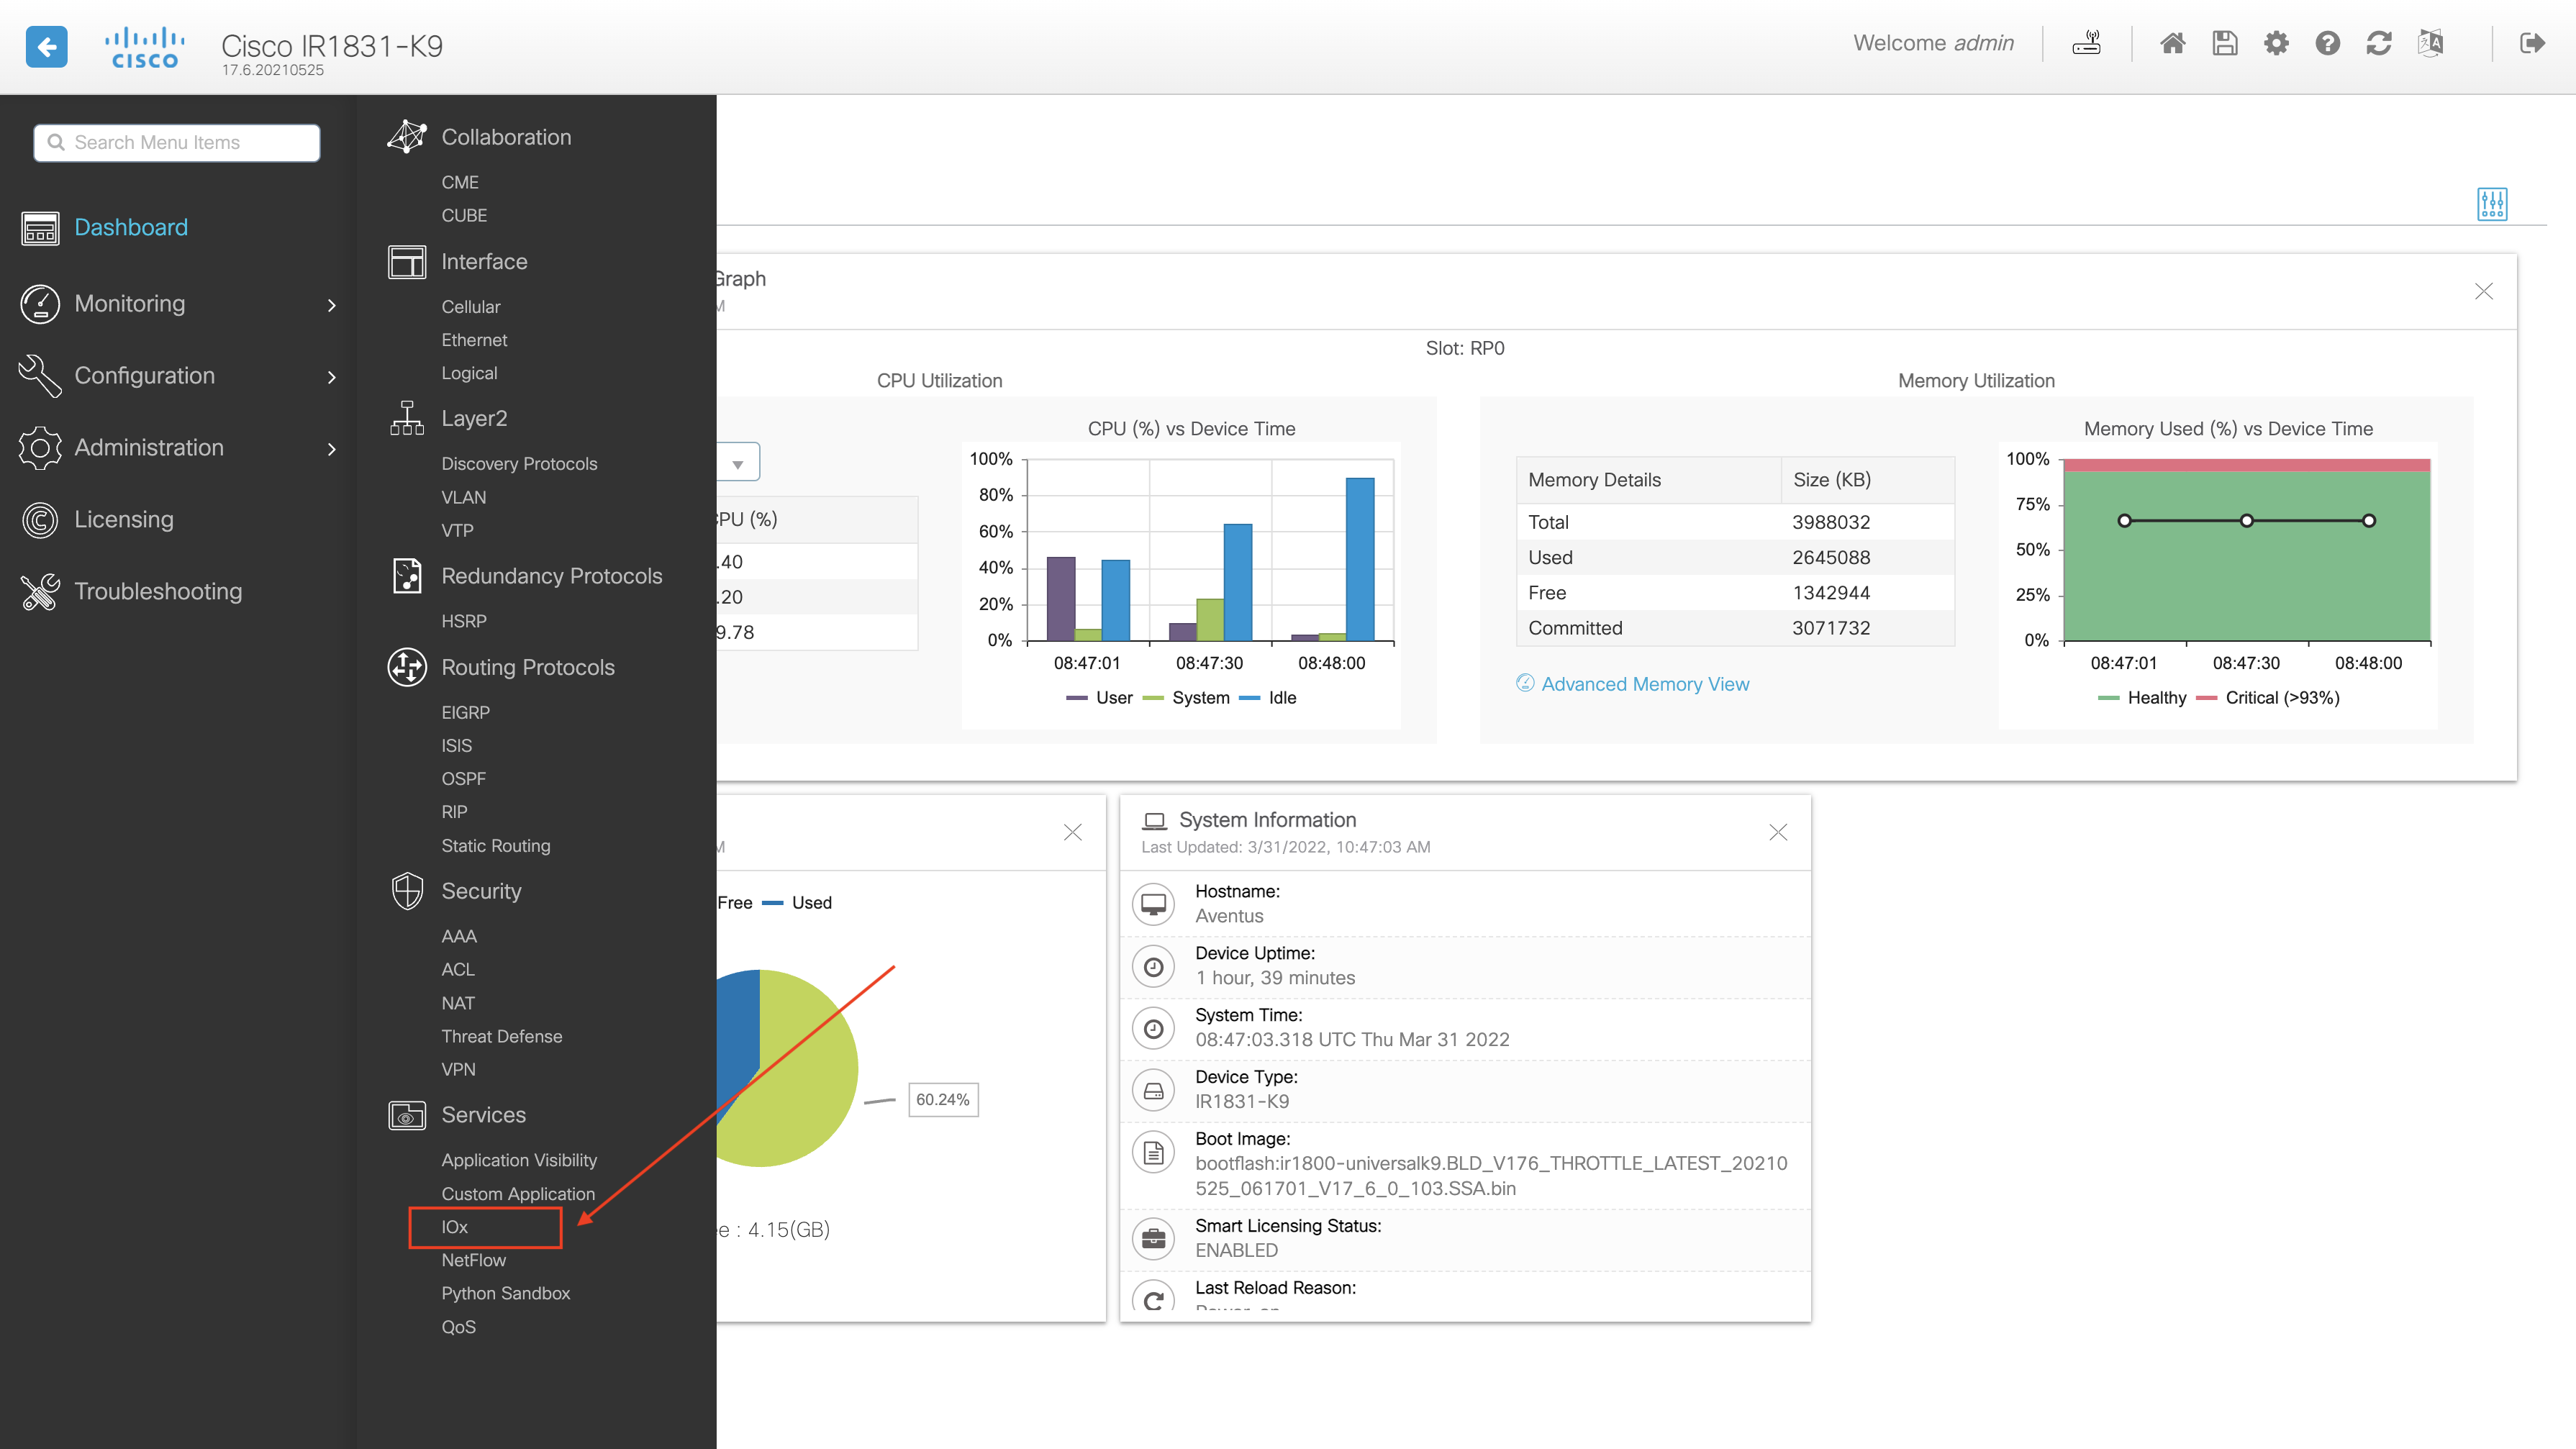 CISCO
Cisco IR1831-K9
17.6.20210525
Welcome admin
Search Menu Items
Dashboard
Monitoring
Configuration
Administration
Licensing
Troubleshooting
Collaboration
CME
CUBE
Interface
Cellular
Ethernet
Logical
Layer2
Discovery Protocols
VLAN
VTP
Redundancy Protocols
HSRP
Routing Protocols
EIGRP
ISIS
OSPF
RIP
Static Routing
Security
AAA
ACL
NAT
Threat Defense
VPN
Services
Application Visibility
Custom Application
IOx
NetFlow
Python Sandbox
QoS
Graph
M
Slot: RP0
CPU Utilization
CPU (%)
.40
.20
9.78
CPU (%) vs Device Time
100%
80%
60%
40%
20%
0%
08:47:01 08:47:30 08:48:00
User System Idle
Memory Utilization
Memory Details Size (KB)
Total 3988032
Used 2645088
Free 1342944
Committed 3071732
Advanced Memory View
Memory Used (%) vs Device Time
100%
75%
50%
25%
0%
08:47:01 08:47:30 08:48:00
Healthy Critical (>93%)
M
Free Used
60.24%
e : 4.15(GB)
System Information
Last Updated: 3/31/2022, 10:47:03 AM
Hostname:
Aventus
Device Uptime:
1 hour, 39 minutes
System Time:
08:47:03.318 UTC Thu Mar 31 2022
Device Type:
IR1831-K9
Boot Image:
bootflash:ir1800-universalk9.BLD_V176_THROTTLE_LATEST_20210
525_061701_V17_6_0_103.SSA.bin
Smart Licensing Status:
ENABLED
Last Reload Reason: